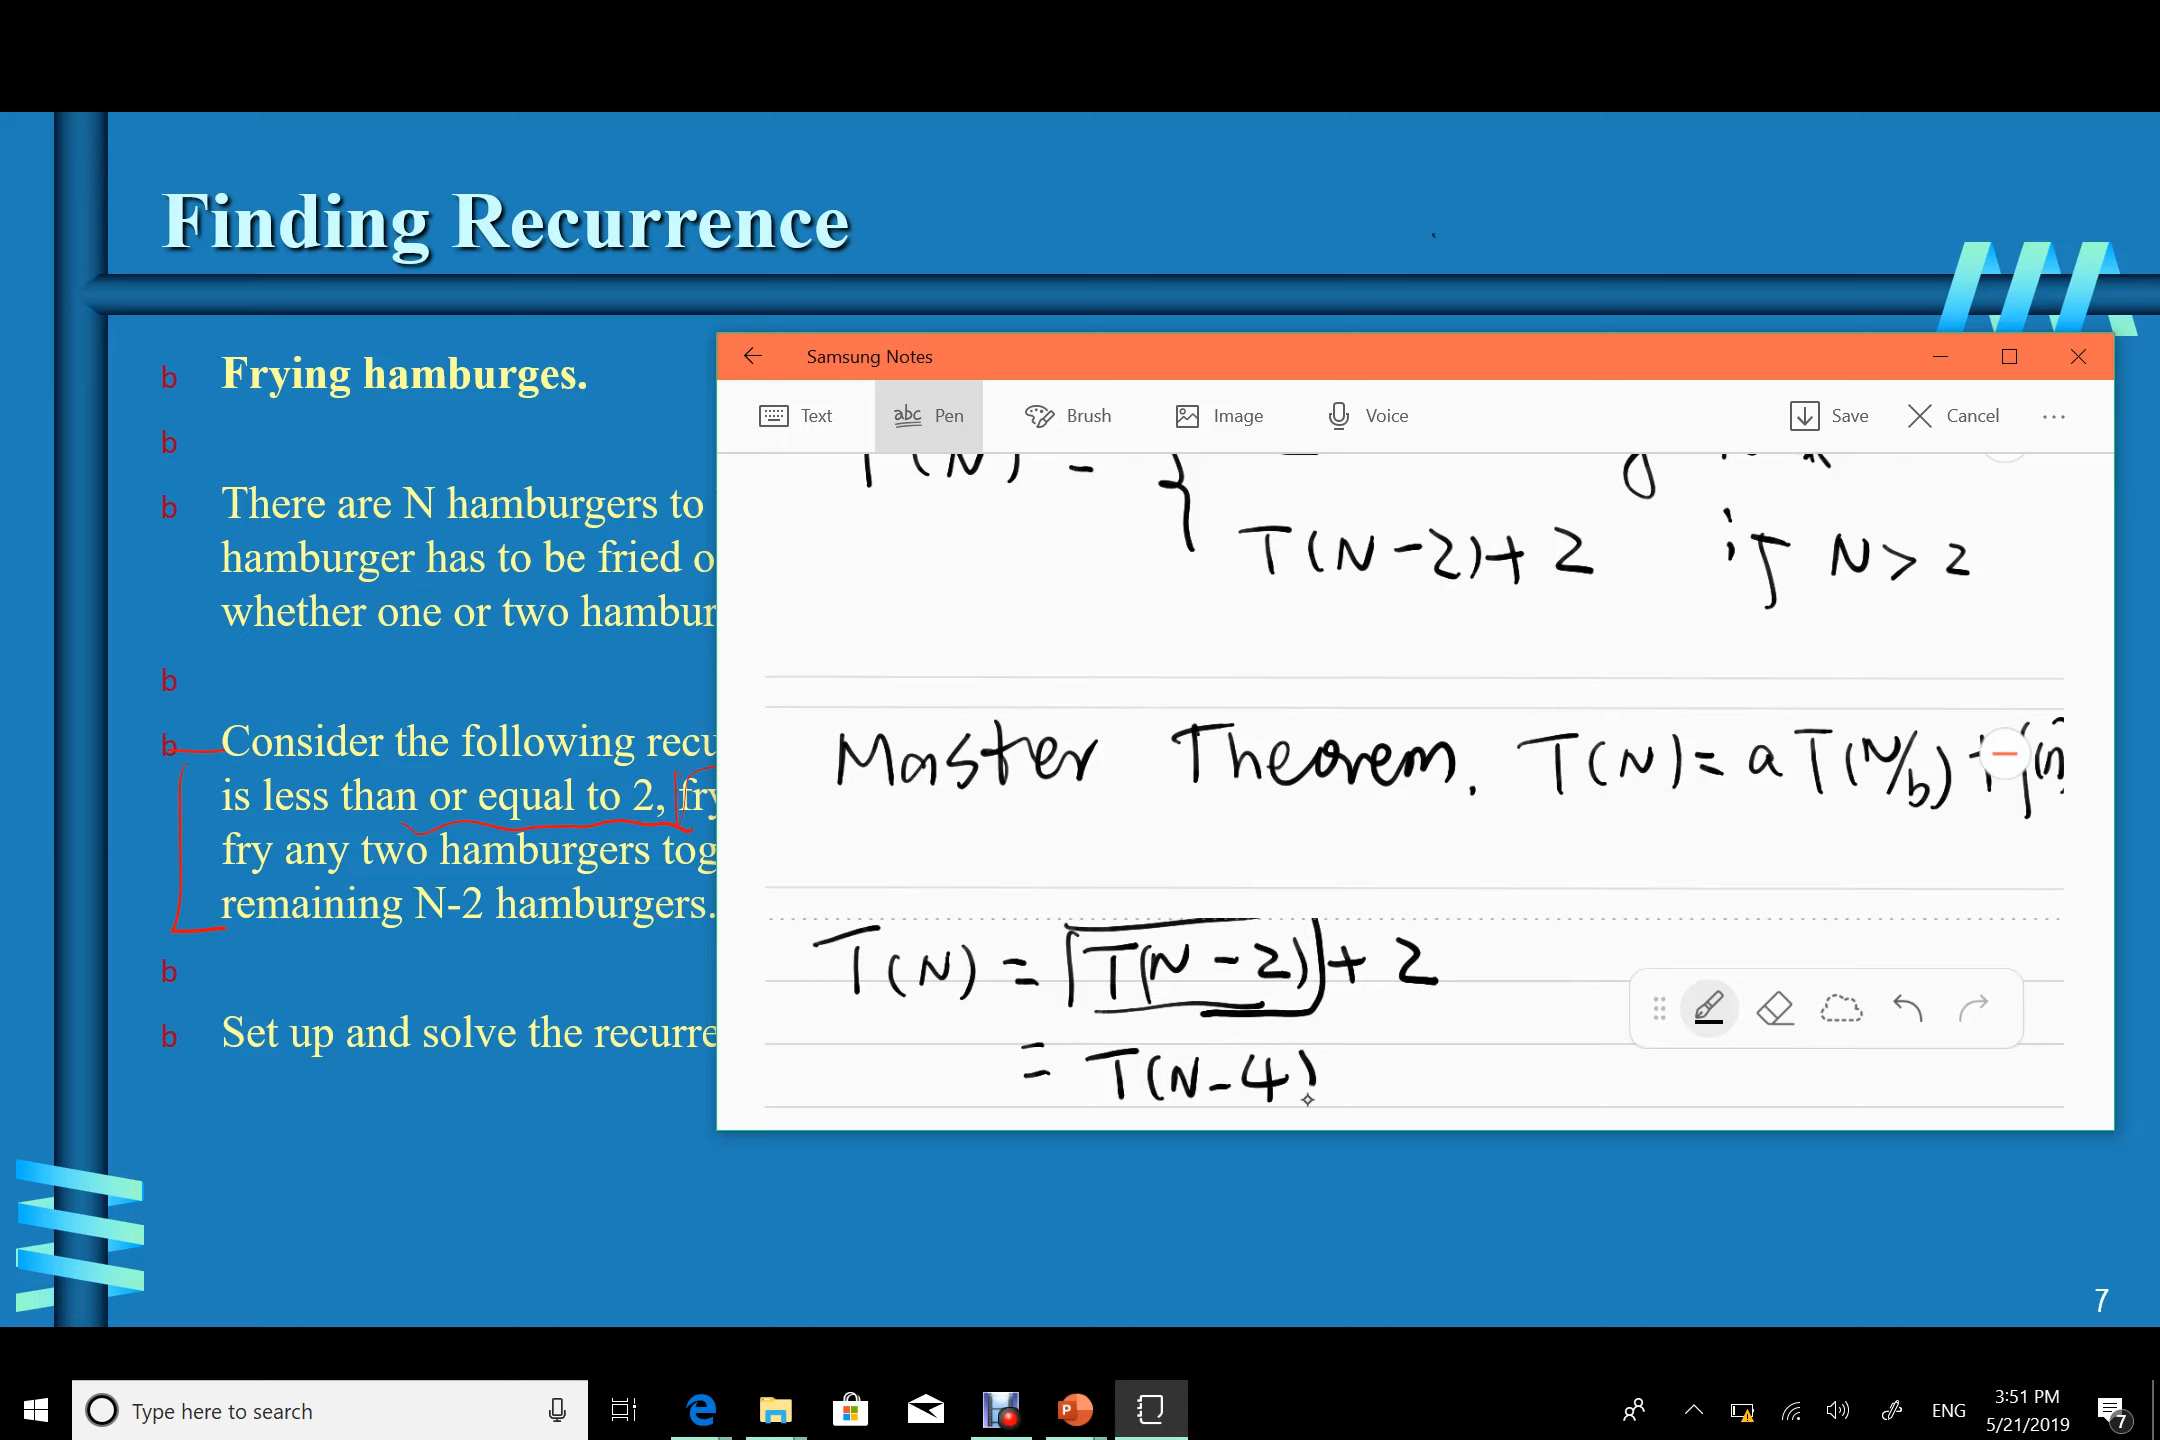 Finding Recurrence
b Frying hamburges.
b
b There are N hamburgers to
hamburger has to be fried o
whether one or two hambur
b
b Consider the following recu
is less than or equal to 2, fry
fry any two hamburgers tog
remaining N-2 hamburgers.
b
b Set up and solve the recurre
Samsung Notes
Text Pen Brush Image Voice Save Cancel
T(N) = {
T(N-2)+2 if N>2
Master Theorem. T(N)= aT(N/b) + f(n)
T(N) = T(N-2) + 2
= T(N-4)
7
Type here to search
ENG
3:51 PM
5/21/2019
7